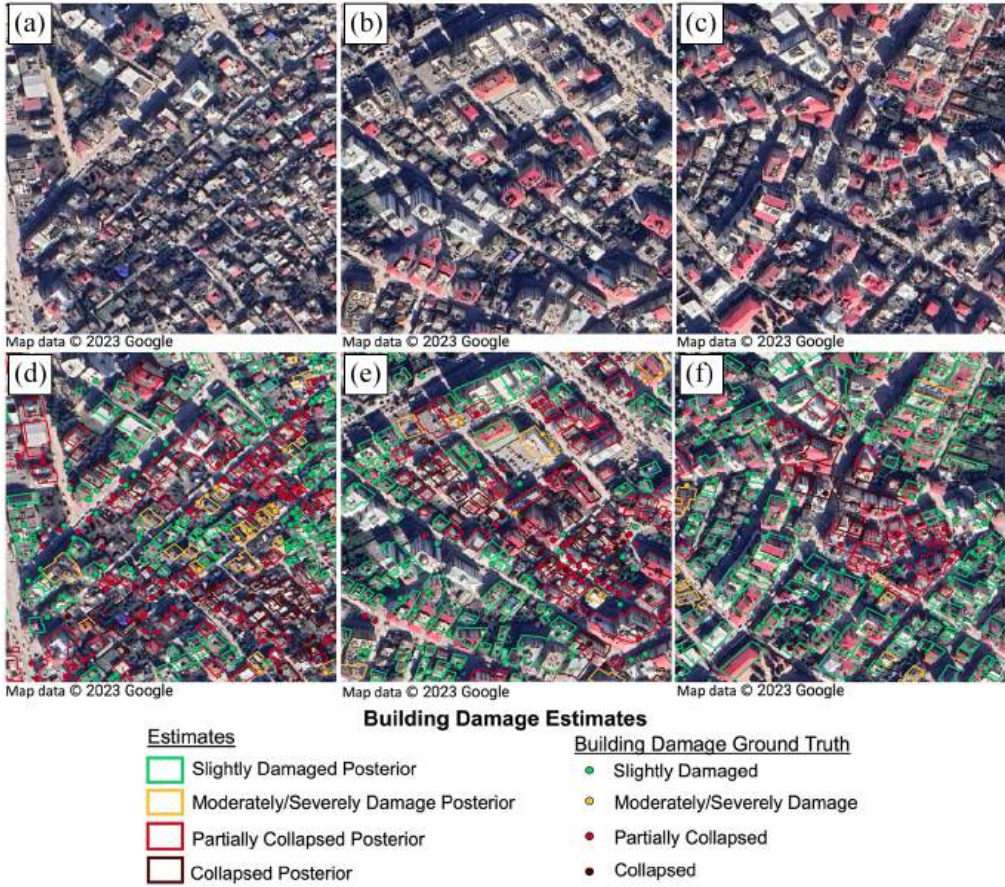 (a)
(b)
(c)
Map data © 2023 Google
Map data © 2023 Google
Map data © 2023 Google
(d)
(e)
(f)
Map data © 2023 Google
Map data © 2023 Google
Map data © 2023 Google
Building Damage Estimates
Estimates
Slightly Damaged Posterior
Moderately/Severely Damage Posterior
Partially Collapsed Posterior
Collapsed Posterior
Building Damage Ground Truth
Slightly Damaged
Moderately/Severely Damage
Partially Collapsed
Collapsed